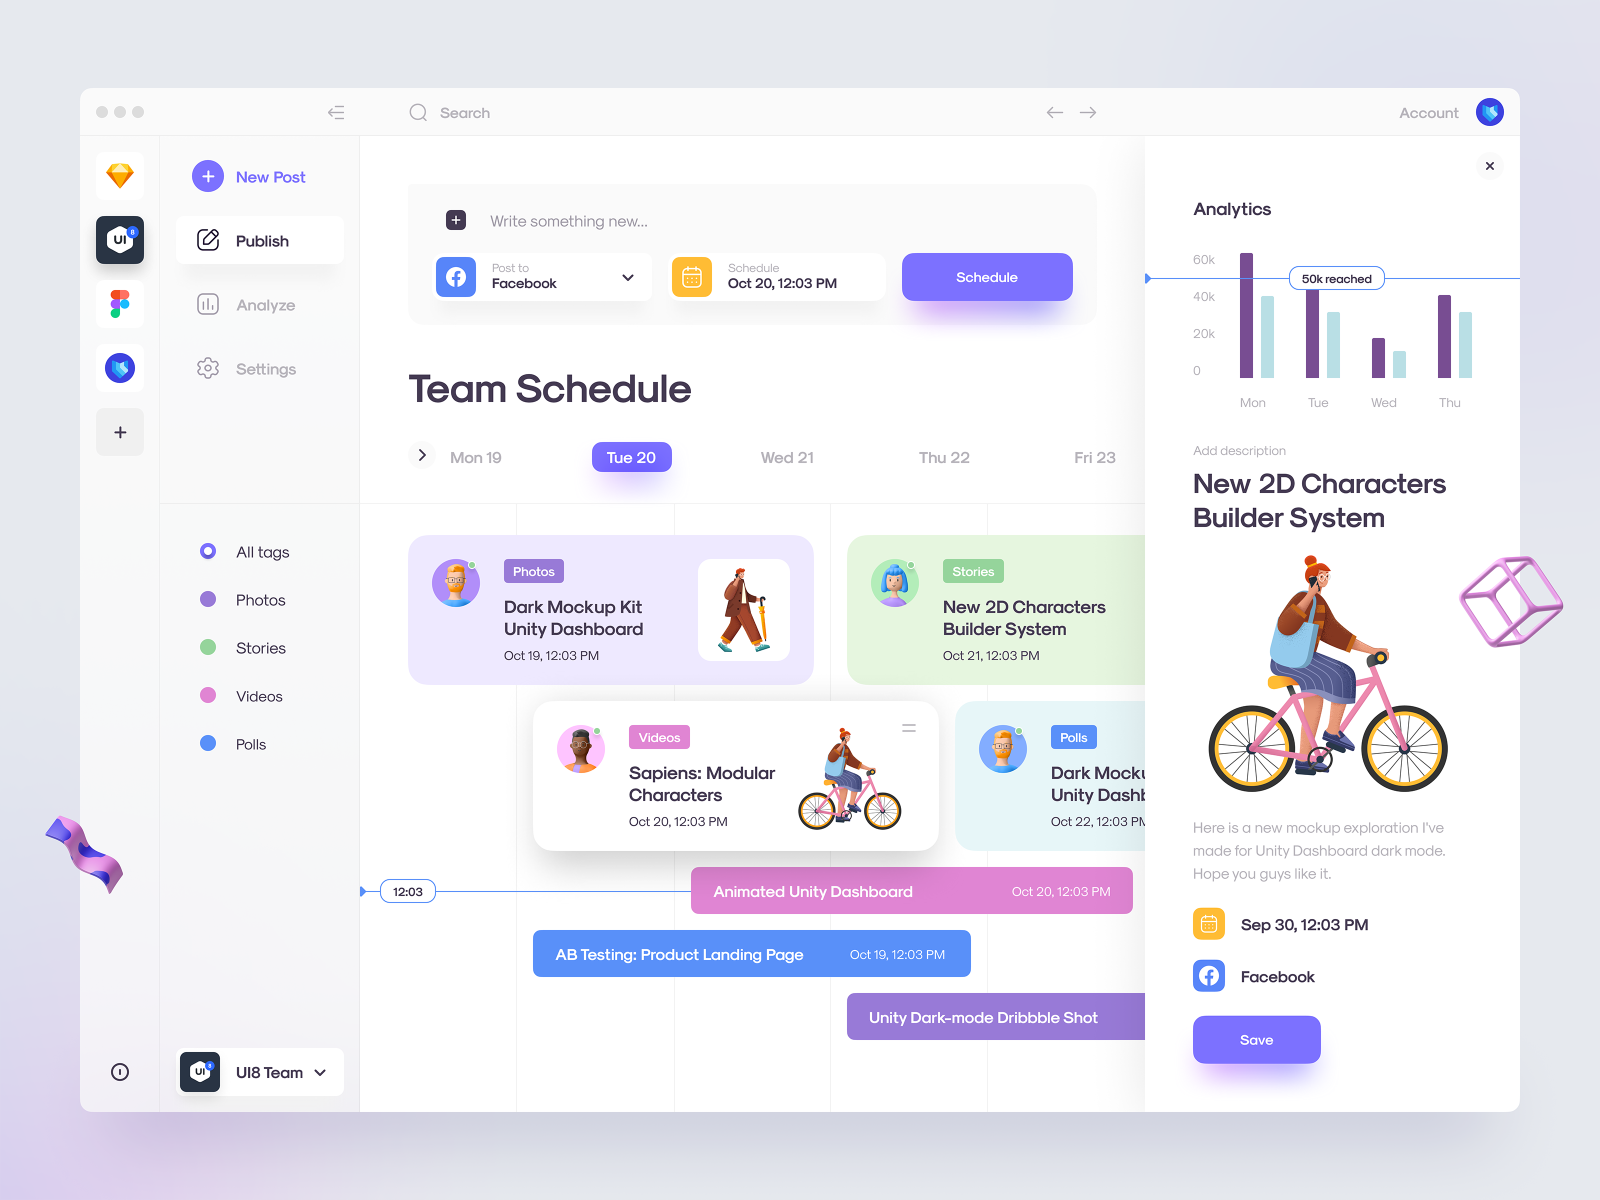 Search
Account
New Post
Publish
Analyze
Settings
UI
8
Write something new...
Post to
Facebook
Schedule
Oct 20, 12:03 PM
Schedule
Team Schedule
Mon 19
Tue 20
Wed 21
Thu 22
Fri 23
All tags
Photos
Stories
Videos
Polls
Photos
Dark Mockup Kit
Unity Dashboard
Oct 19, 12:03 PM
Stories
New 2D Characters
Builder System
Oct 21, 12:03 PM
Videos
Sapiens: Modular
Characters
Oct 20, 12:03 PM
Polls
Dark Mocku
Unity Dashb
Oct 22, 12:03 PM
12:03
Animated Unity Dashboard
Oct 20, 12:03 PM
AB Testing: Product Landing Page
Oct 19, 12:03 PM
Unity Dark-mode Dribbble Shot
UI
UI8 Team
Analytics
60k
50k reached
40k
20k
0
Mon
Tue
Wed
Thu
Add description
New 2D Characters
Builder System
Here is a new mockup exploration I've
made for Unity Dashboard dark mode.
Hope you guys like it.
Sep 30, 12:03 PM
Facebook
Save